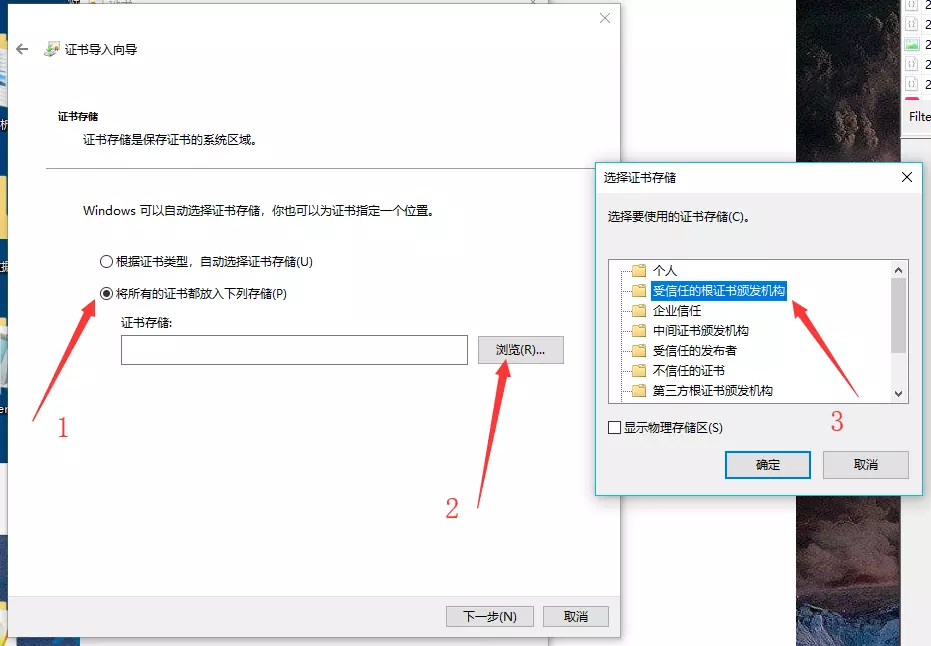 证书导入向导
证书存储
证书存储是保存证书的系统区域。
Windows 可以自动选择证书存储，你也可以为证书指定一个位置。
根据证书类型，自动选择证书存储(U)
将所有的证书都放入下列存储(P)
证书存储:
浏览(R)...
1
2
下一步(N)
取消
选择证书存储
选择要使用的证书存储(C)。
个人
受信任的根证书颁发机构
企业信任
中间证书颁发机构
受信任的发布者
不信任的证书
第三方根证书颁发机构
3
显示物理存储区(S)
确定
取消
2
2
2
2
2
Filte